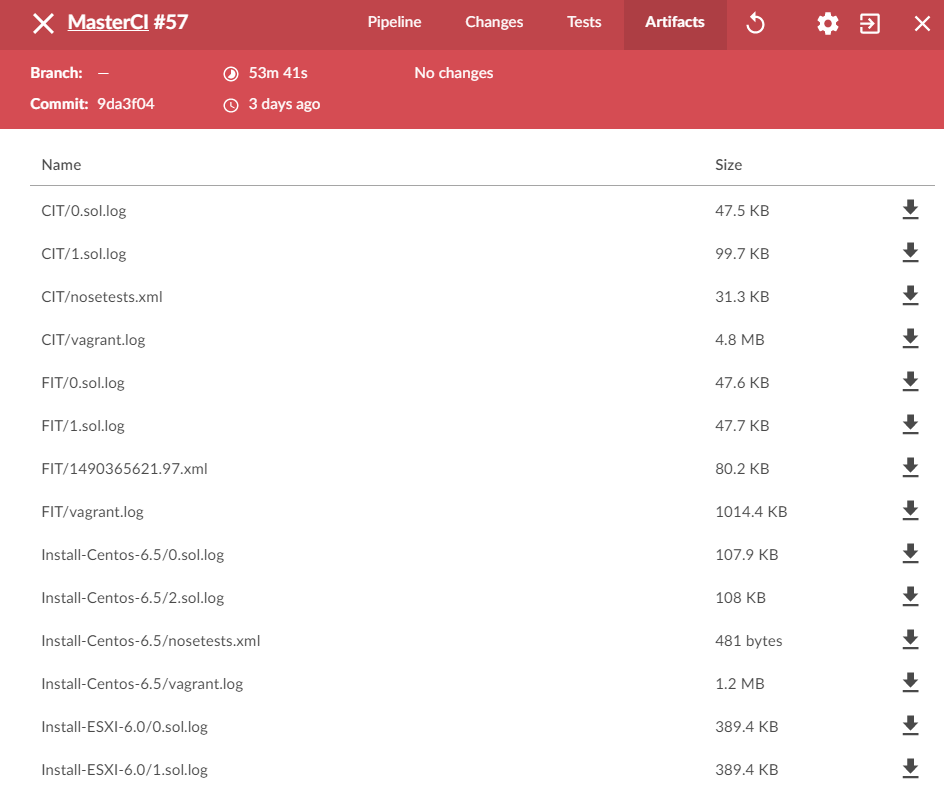 MasterCI #57 Pipeline Changes Tests Artifacts
Branch: — 53m 41s No changes
Commit: 9da3f04 3 days ago
Name Size
CIT/0.sol.log 47.5 KB
CIT/1.sol.log 99.7 KB
CIT/nosetests.xml 31.3 KB
CIT/vagrant.log 4.8 MB
FIT/0.sol.log 47.6 KB
FIT/1.sol.log 47.7 KB
FIT/1490365621.97.xml 80.2 KB
FIT/vagrant.log 1014.4 KB
Install-Centos-6.5/0.sol.log 107.9 KB
Install-Centos-6.5/2.sol.log 108 KB
Install-Centos-6.5/nosetests.xml 481 bytes
Install-Centos-6.5/vagrant.log 1.2 MB
Install-ESXI-6.0/0.sol.log 389.4 KB
Install-ESXI-6.0/1.sol.log 389.4 KB